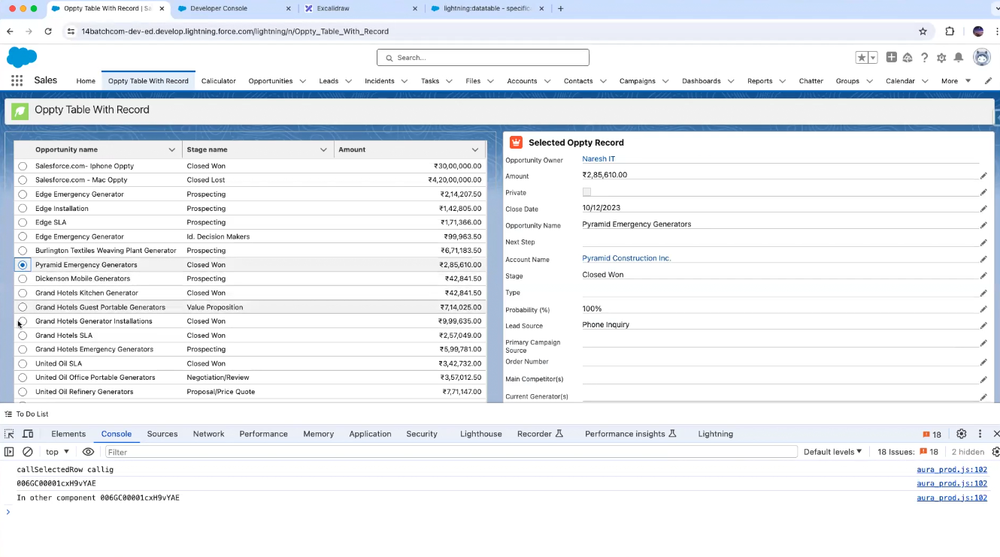 Oppty Table With Record | Sa
Developer Console
Excalidraw
lightning:datatable - specific
14batchcom-dev-ed.develop.lightning.force.com/lightning/n/Oppty_Table_With_Record
Search...
Sales Home Oppty Table With Record Calculator Opportunities Leads Incidents Tasks Files Accounts Contacts Campaigns Dashboards Reports Chatter Groups Calendar More
Oppty Table With Record
Opportunity name Stage name Amount
Salesforce.com- Iphone Oppty Closed Won ₹30,00,000.00
Salesforce.com - Mac Oppty Closed Lost ₹4,20,00,000.00
Edge Emergency Generator Prospecting ₹2,14,207.50
Edge Installation Prospecting ₹1,42,805.00
Edge SLA Prospecting ₹1,71,366.00
Edge Emergency Generator Id. Decision Makers ₹99,963.50
Burlington Textiles Weaving Plant Generator Prospecting ₹6,71,183.50
Pyramid Emergency Generators Closed Won ₹2,85,610.00
Dickenson Mobile Generators Prospecting ₹42,841.50
Grand Hotels Kitchen Generator Closed Won ₹42,841.50
Grand Hotels Guest Portable Generators Value Proposition ₹7,14,025.00
Grand Hotels Generator Installations Closed Won ₹9,99,635.00
Grand Hotels SLA Closed Won ₹2,57,049.00
Grand Hotels Emergency Generators Prospecting ₹5,99,781.00
United Oil SLA Closed Won ₹3,42,732.00
United Oil Office Portable Generators Negotiation/Review ₹3,57,012.50
United Oil Refinery Generators Proposal/Price Quote ₹7,71,147.00
Selected Oppty Record
Opportunity Owner Naresh IT
Amount ₹2,85,610.00
Private
Close Date 10/12/2023
Opportunity Name Pyramid Emergency Generators
Next Step
Account Name Pyramid Construction Inc.
Stage Closed Won
Type
Probability (%) 100%
Lead Source Phone Inquiry
Primary Campaign
Source
Order Number
Main Competitor(s)
Current Generator(s)
To Do List
Elements Console Sources Network Performance Memory Application Security Lighthouse Recorder Performance insights Lightning 18
top Filter Default levels 18 Issues: 18 2 hidden
callSelectedRow callig aura_prod.js:102
006GC00001cxH9vYAE aura_prod.js:102
In other component 006GC00001cxH9vYAE aura_prod.js:102